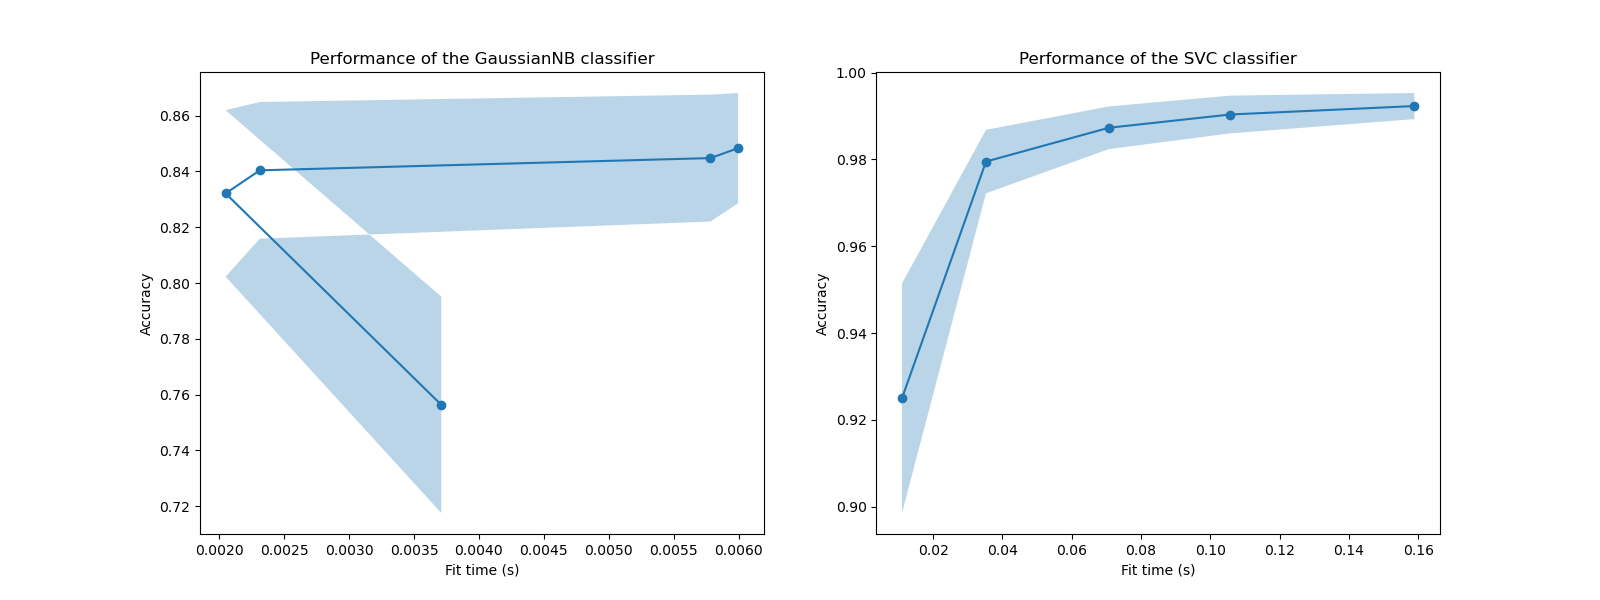 Performance of the GaussianNB classifier
0.86
0.84
0.82
0.80
0.78
0.76
0.74
0.72
Accuracy
0.0020 0.0025 0.0030 0.0035 0.0040 0.0045 0.0050 0.0055 0.0060
Fit time (s)
Performance of the SVC classifier
1.00
0.98
0.96
0.94
0.92
0.90
Accuracy
0.02 0.04 0.06 0.08 0.10 0.12 0.14 0.16
Fit time (s)